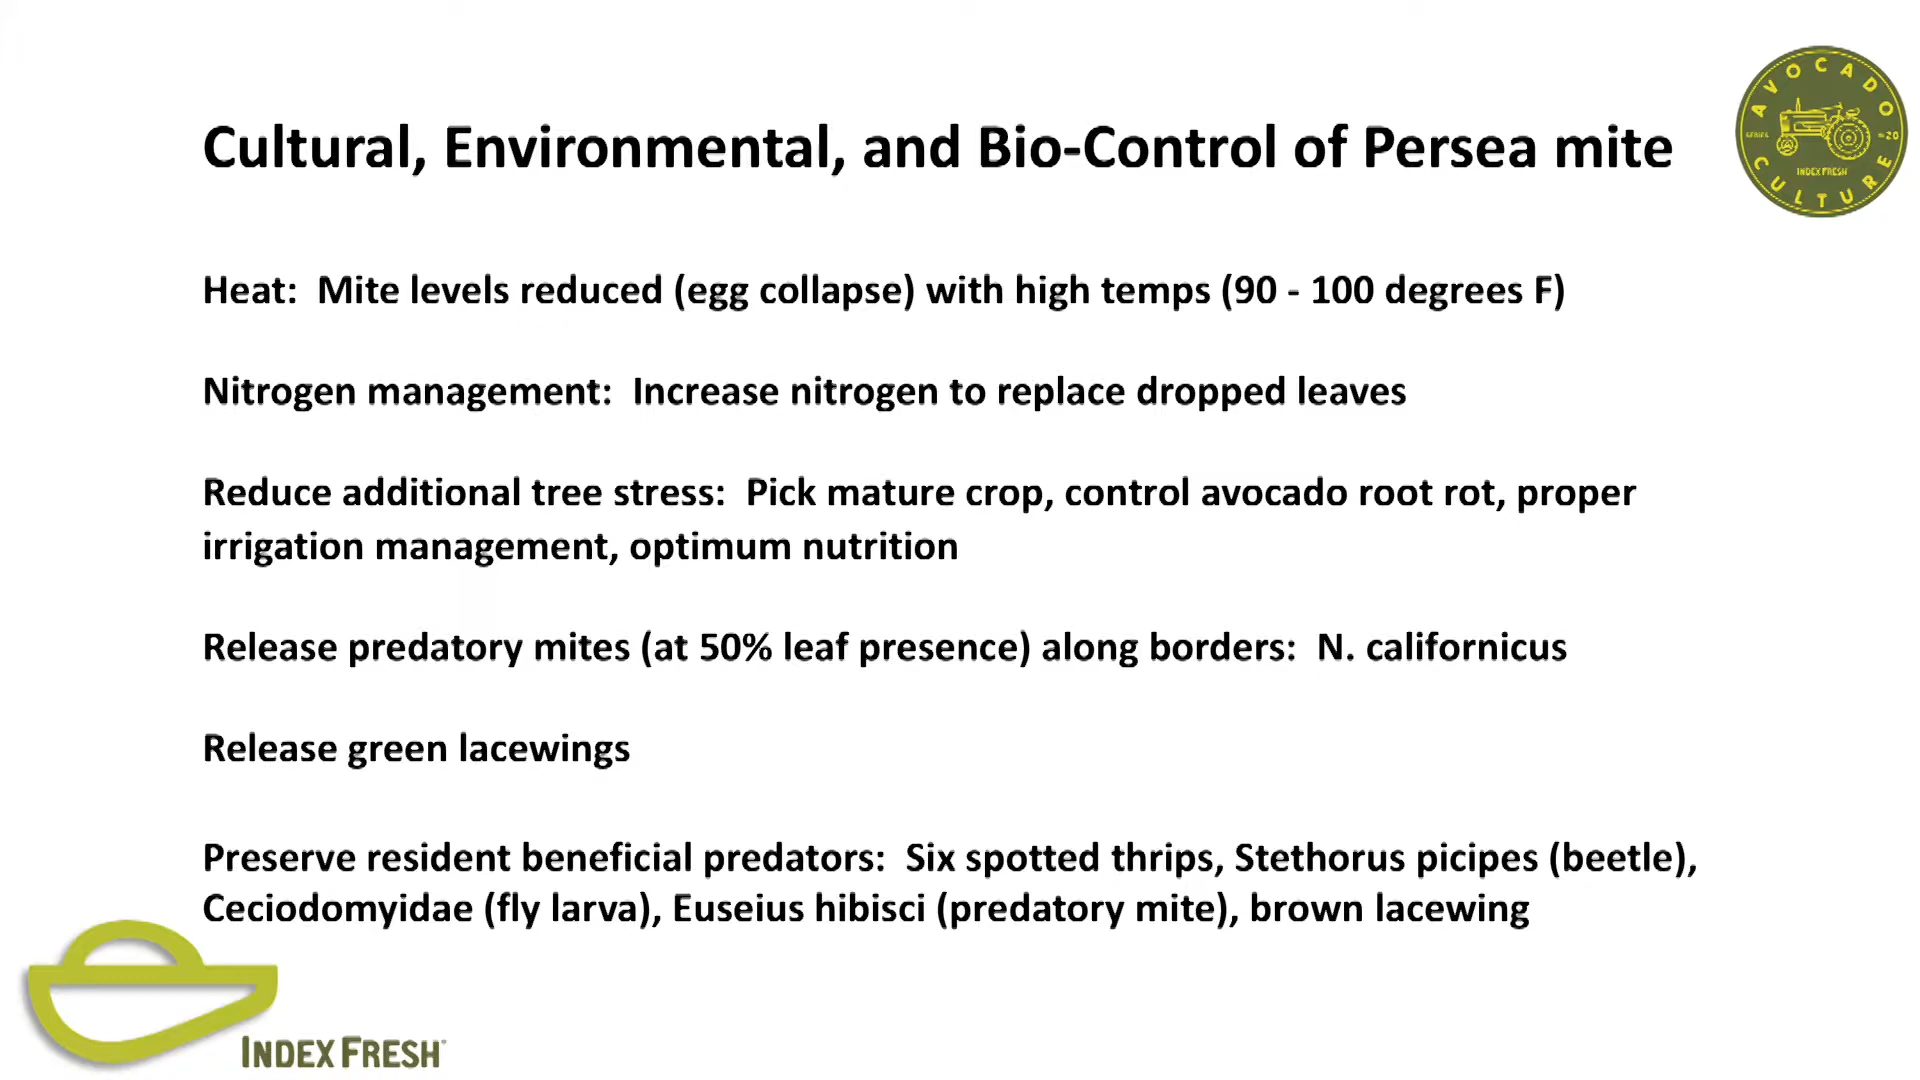 Cultural, Environmental, and Bio-Control of Persea mite
AVOCADO
SERIES
20
INDEX FRESH
CULTURE
Heat:  Mite levels reduced (egg collapse) with high temps (90 - 100 degrees F)
Nitrogen management:  Increase nitrogen to replace dropped leaves
Reduce additional tree stress:  Pick mature crop, control avocado root rot, proper
irrigation management, optimum nutrition
Release predatory mites (at 50% leaf presence) along borders:  N. californicus
Release green lacewings
Preserve resident beneficial predators:  Six spotted thrips, Stethorus picipes (beetle),
Ceciodomyidae (fly larva), Euseius hibisci (predatory mite), brown lacewing
INDEX FRESH